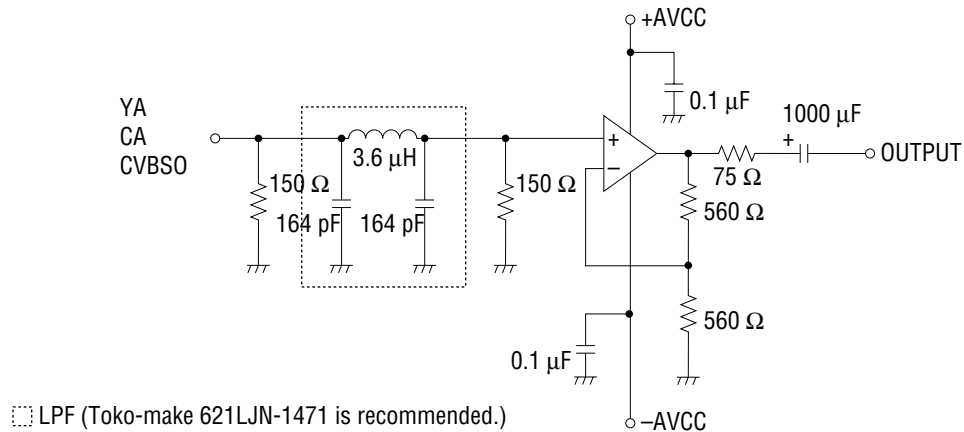 +AVCC
0.1 μF
1000 μF
YA
CA
CVBSO
+
+
−
OUTPUT
3.6 μH
75 Ω
150 Ω
150 Ω
164 pF
164 pF
560 Ω
560 Ω
0.1 μF
LPF (Toko-make 621LJN-1471 is recommended.)
−AVCC